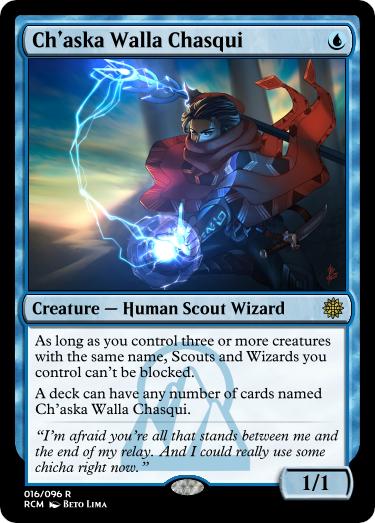 Ch'aska Walla Chasqui
Creature — Human Scout Wizard
As long as you control three or more creatures
with the same name, Scouts and Wizards you
control can't be blocked.
A deck can have any number of cards named
Ch'aska Walla Chasqui.
"I'm afraid you're all that stands between me and
the end of my relay. And I could really use some
chicha right now."
1/1
016/096 R
RCM Beto Lima